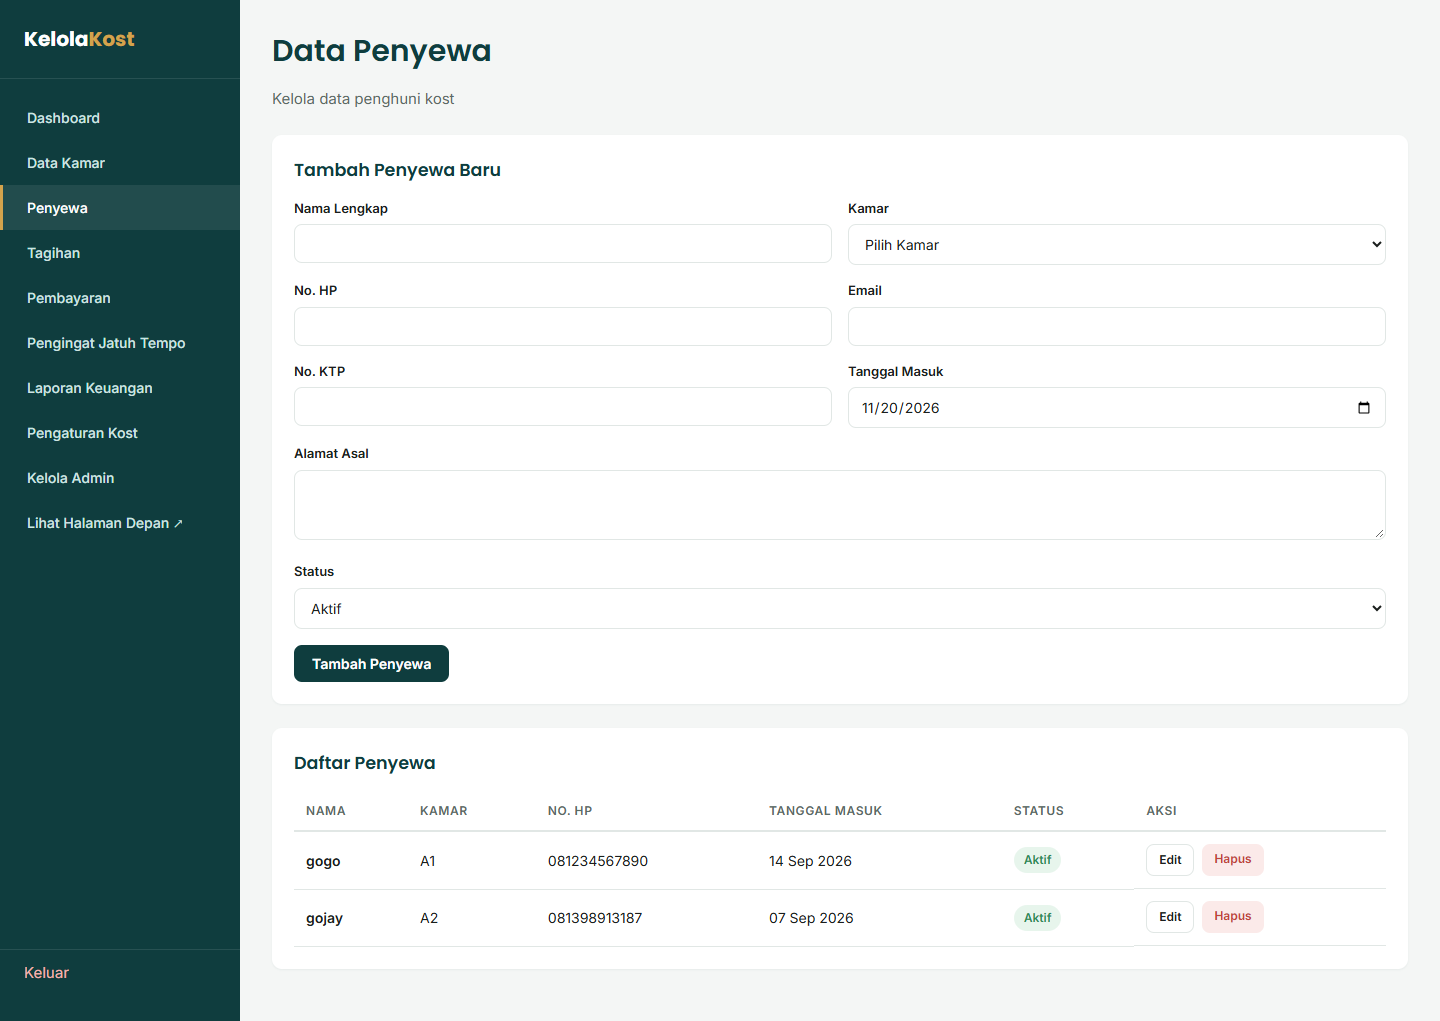 KelolaKost
Dashboard
Data Kamar
Penyewa
Tagihan
Pembayaran
Pengingat Jatuh Tempo
Laporan Keuangan
Pengaturan Kost
Kelola Admin
Lihat Halaman Depan ↗
Keluar
Data Penyewa
Kelola data penghuni kost
Tambah Penyewa Baru
Nama Lengkap
Kamar
Pilih Kamar
No. HP
Email
No. KTP
Tanggal Masuk
11/20/2026
Alamat Asal
Status
Aktif
Tambah Penyewa
Daftar Penyewa
NAMA KAMAR NO. HP TANGGAL MASUK STATUS AKSI
gogo A1 081234567890 14 Sep 2026 Aktif Edit Hapus
gojay A2 081398913187 07 Sep 2026 Aktif Edit Hapus